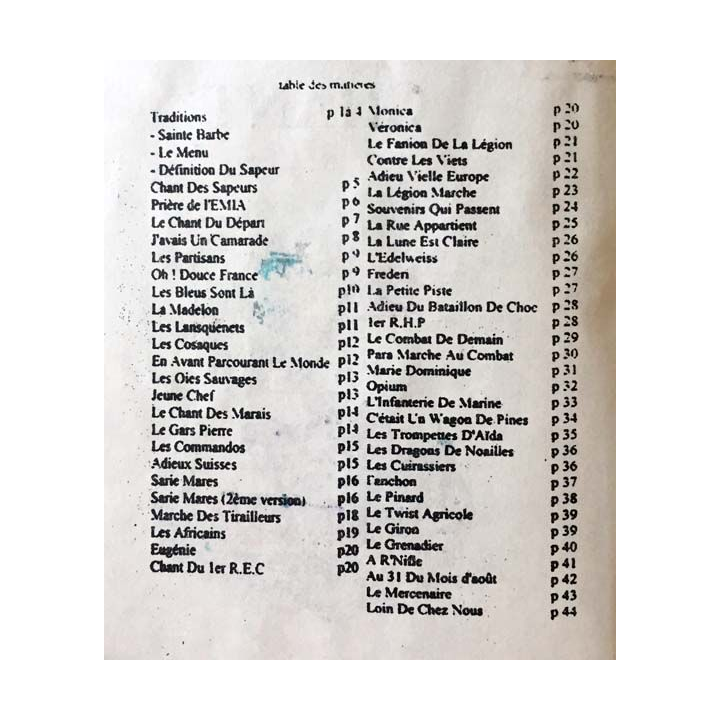 table des matières
Traditions p 1à 4
- Sainte Barbe
- Le Menu
- Définition Du Sapeur
Chant Des Sapeurs p 5
Prière de l'EMIA p 6
Le Chant Du Départ p 7
J'avais Un Camarade p 8
Les Partisans p 9
Oh ! Douce France p 9
Les Bleus Sont Là p10
La Madelon p11
Les Lansquenets p11
Les Cosaques p12
En Avant Parcourant Le Monde p12
Les Oies Sauvages p13
Jeune Chef p13
Le Chant Des Marais p14
Le Gars Pierre p14
Les Commandos p15
Adieux Suisses p15
Sarie Mares p16
Sarie Mares (2ème version) p16
Marche Des Tirailleurs p18
Les Africains p19
Eugénie p20
Chant Du 1er R.E.C p20
Monica p 20
Véronica p 20
Le Fanion De La Légion p 21
Contre Les Viets p 21
Adieu Vielle Europe p 22
La Légion Marche p 23
Souvenirs Qui Passent p 24
La Rue Appartient p 25
La Lune Est Claire p 26
L'Edelweiss p 26
Frederi p 27
La Petite Piste p 27
Adieu Du Bataillon De Choc p 28
1er R.H.P p 28
Le Combat De Demain p 29
Para Marche Au Combat p 30
Marie Dominique p 31
Opium p 32
L'Infanterie De Marine p 33
C'était Un Wagon De Pines p 34
Les Trompettes D'Aïda p 35
Les Dragons De Noailles p 36
Les Cuirassiers p 36
Fanchon p 37
Le Pinard p 38
Le Twist Agricole p 39
Le Giron p 39
Le Grenadier p 40
A R'Nifle p 41
Au 31 Du Mois d'août p 42
Le Mercenaire p 43
Loin De Chez Nous p 44